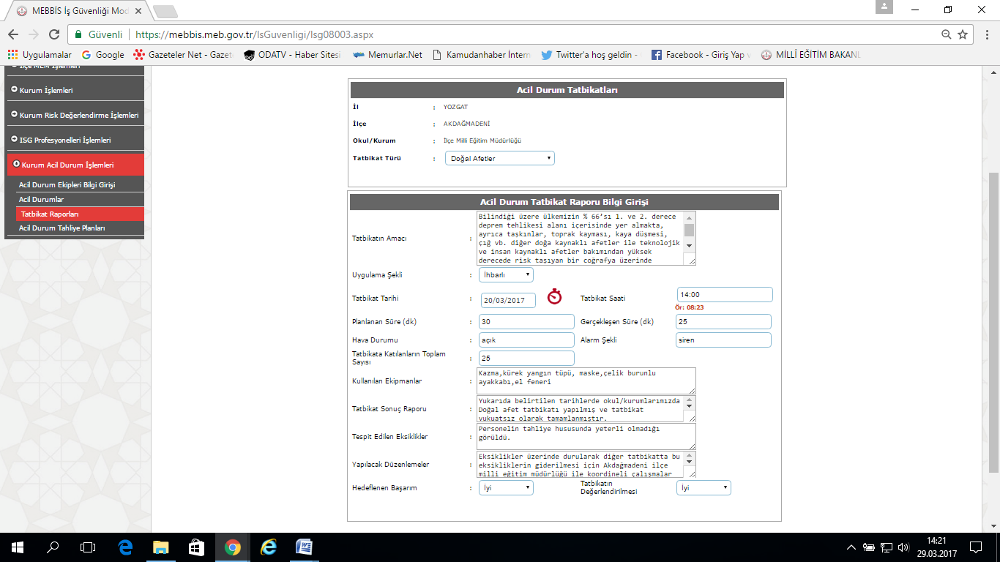 MEBBİS İş Güvenliği Mod
Güvenli https://mebbis.meb.gov.tr/IsGuvenligi/Isg08003.aspx
Uygulamalar Google Gazeteler Net - Gazete ODATV - Haber Sitesi Memurlar.Net Kamudanhaber İntern Twitter'a hoş geldin - Facebook - Giriş Yap v MİLLÎ EĞİTİM BAKANL
İlçe MEM İşlemleri
Kurum İşlemleri
Kurum Risk Değerlendirme İşlemleri
ISG Profesyonelleri İşlemleri
Kurum Acil Durum İşlemleri
Acil Durum Ekipleri Bilgi Girişi
Acil Durumlar
Tatbikat Raporları
Acil Durum Tahliye Planları
Acil Durum Tatbikatları
İl : YOZGAT
İlçe : AKDAĞMADENİ
Okul/Kurum : İlçe Milli Eğitim Müdürlüğü
Tatbikat Türü : Doğal Afetler
Acil Durum Tatbikat Raporu Bilgi Girişi
Tatbikatın Amacı :
Bilindiği üzere ülkemizin % 66’sı 1. ve 2. derece
deprem tehlikesi alanı içerisinde yer almakta,
ayrıca taşkınlar, toprak kayması, kaya düşmesi,
çığ vb. diğer doğa kaynaklı afetler ile teknolojik
ve insan kaynaklı afetler bakımından yüksek
derecede risk taşıyan bir coğrafya üzerinde
Uygulama Şekli : İhbarlı
Tatbikat Tarihi : 20/03/2017 Tatbikat Saati 14:00
Ör: 08:23
Planlanan Süre (dk) : 30 Gerçekleşen Süre (dk) 25
Hava Durumu : açık Alarm Şekli siren
Tatbikata Katılanların Toplam
Sayısı : 25
Kullanılan Ekipmanlar :
Kazma,kürek yangın tüpü, maske,çelik burunlu
ayakkabı,el feneri
Tatbikat Sonuç Raporu :
Yukarıda belirtilen tarihlerde okul/kurumlarımızda
Doğal afet tatbikatı yapılmış ve tatbikat
vukuatsız olarak tamamlanmıştır.
Tespit Edilen Eksiklikler :
Personelin tahliye hususunda yeterli olmadığı
görüldü.
Yapılacak Düzenlemeler :
Eksiklikler üzerinde durularak diğer tatbikatta bu
eksikliklerin giderilmesi için Akdağmadeni ilçe
milli eğitim müdürlüğü ile koordineli çalışmalar
Hedeflenen Başarım : İyi Tatbikatın
Değerlendirilmesi İyi
14:21
29.03.2017